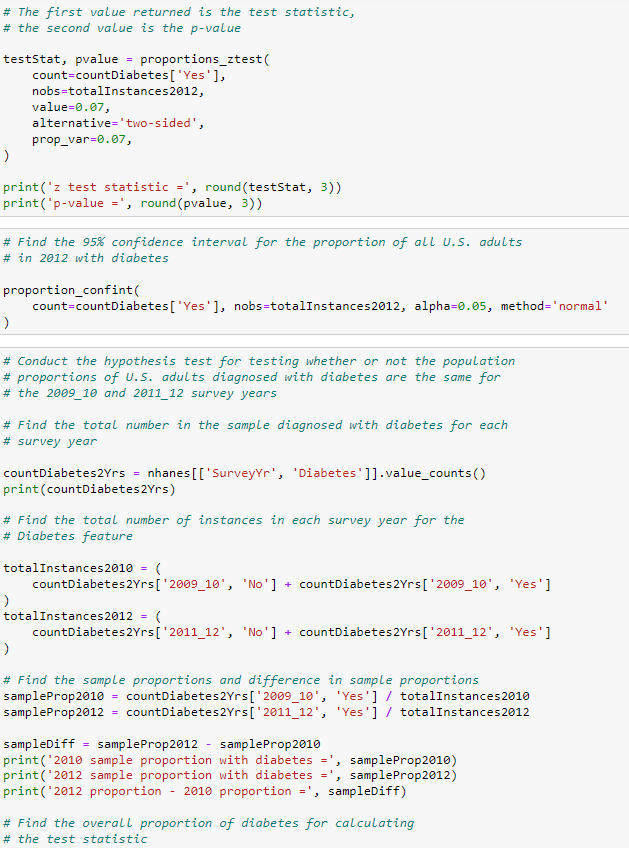 # The first value returned is the test statistic,
# the second value is the p-value
testStat, pvalue = proportions_ztest(
    count=countDiabetes['Yes'],
    nobs=totalInstances2012,
    value=0.07,
    alternative='two-sided',
    prop_var=0.07,
)
print('z test statistic =', round(testStat, 3))
print('p-value =', round(pvalue, 3))
# Find the 95% confidence interval for the proportion of all U.S. adults
# in 2012 with diabetes
proportion_confint(
    count=countDiabetes['Yes'], nobs=totalInstances2012, alpha=0.05, method='normal'
)
# Conduct the hypothesis test for testing whether or not the population
# proportions of U.S. adults diagnosed with diabetes are the same for
# the 2009_10 and 2011_12 survey years
# Find the total number in the sample diagnosed with diabetes for each
# survey year
countDiabetes2Yrs = nhanes[['SurveyYr', 'Diabetes']].value_counts()
print(countDiabetes2Yrs)
# Find the total number of instances in each survey year for the
# Diabetes feature
totalInstances2010 = (
    countDiabetes2Yrs['2009_10', 'No'] + countDiabetes2Yrs['2009_10', 'Yes']
)
totalInstances2012 = (
    countDiabetes2Yrs['2011_12', 'No'] + countDiabetes2Yrs['2011_12', 'Yes']
)
# Find the sample proportions and difference in sample proportions
sampleProp2010 = countDiabetes2Yrs['2009_10', 'Yes'] / totalInstances2010
sampleProp2012 = countDiabetes2Yrs['2011_12', 'Yes'] / totalInstances2012
sampleDiff = sampleProp2012 - sampleProp2010
print('2010 sample proportion with diabetes =', sampleProp2010)
print('2012 sample proportion with diabetes =', sampleProp2012)
print('2012 proportion - 2010 proportion =', sampleDiff)
# Find the overall proportion of diabetes for calculating
# the test statistic